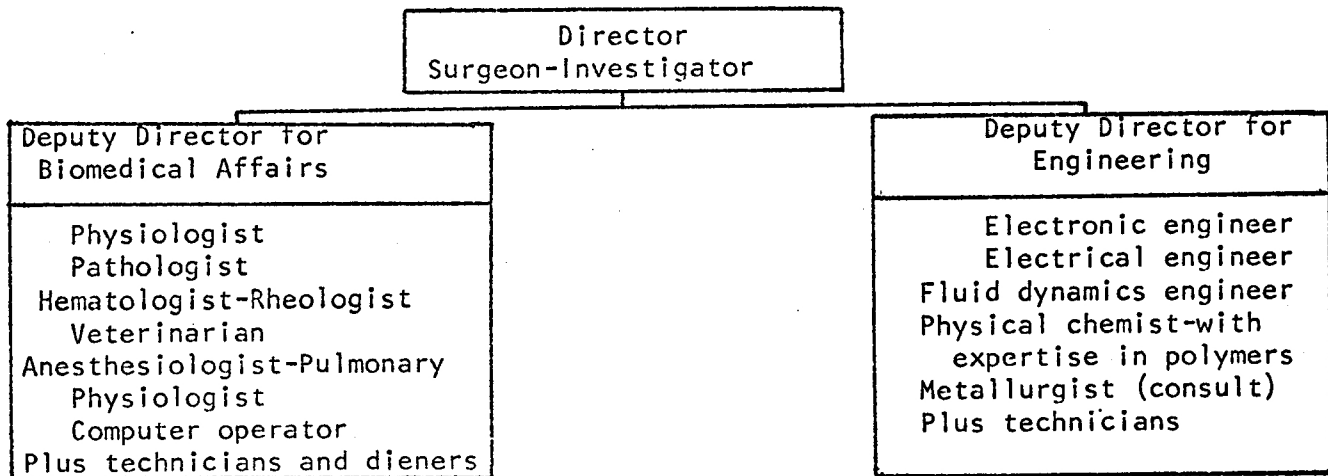 Director
Surgeon-Investigator
Deputy Director for
Biomedical Affairs
Physiologist
Pathologist
Hematologist-Rheologist
Veterinarian
Anesthesiologist-Pulmonary
Physiologist
Computer operator
Plus technicians and dieners
Deputy Director for
Engineering
Electronic engineer
Electrical engineer
Fluid dynamics engineer
Physical chemist-with
expertise in polymers
Metallurgist (consult)
Plus technicians